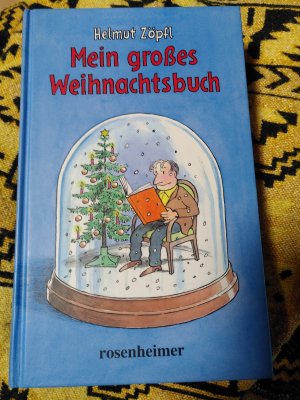 Helmut Zöpfl
Mein großes
Weihnachtsbuch
rosenheimer